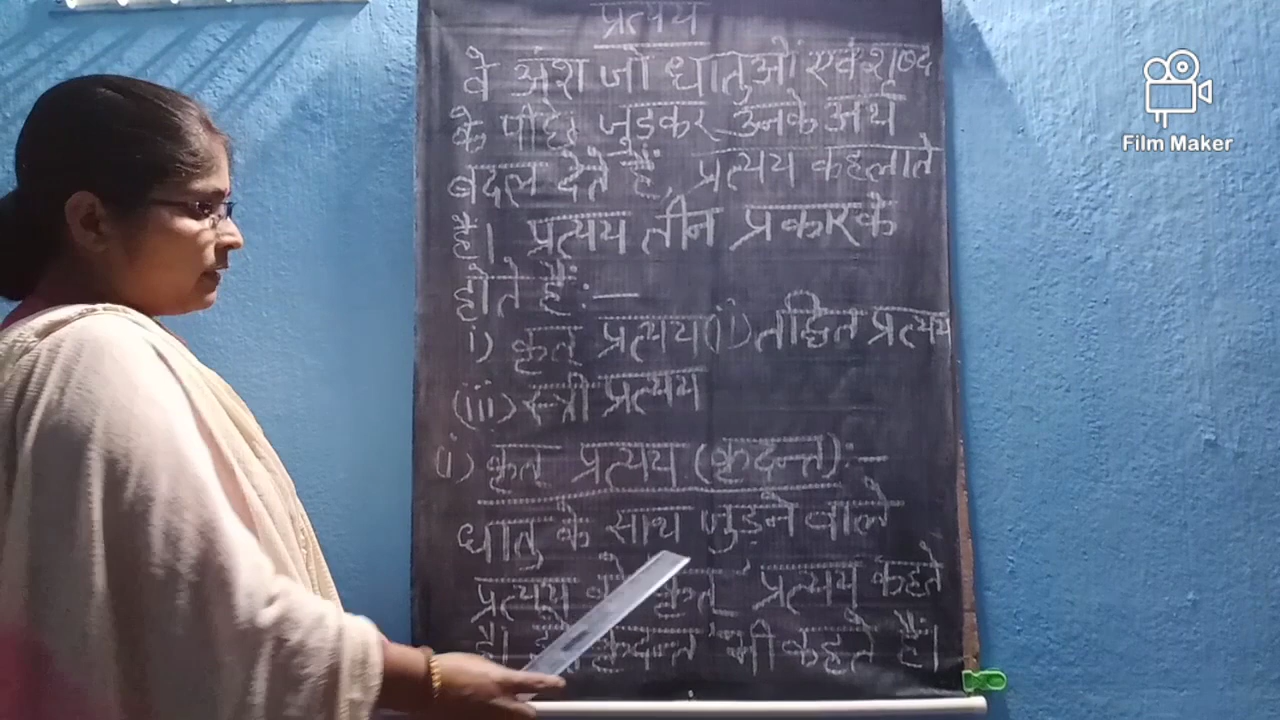 प्रत्यय
वे अंश जो धातुओं एवं शब्द
के पीछे जुड़कर उनके अर्थ
बदल देते हैं, प्रत्यय कहलाते
हैं। प्रत्यय तीन प्रकार के
होते हैं:—
i) कृत् प्रत्यय (ii) तद्धित प्रत्यय
(iii) स्त्री प्रत्यय
(i) कृत् प्रत्यय (कृदन्त):—
धातु के साथ जुड़ने वाले
प्रत्यय को कृत् प्रत्यय कहते
हैं। कृदन्त भी कहते हैं।
Film Maker